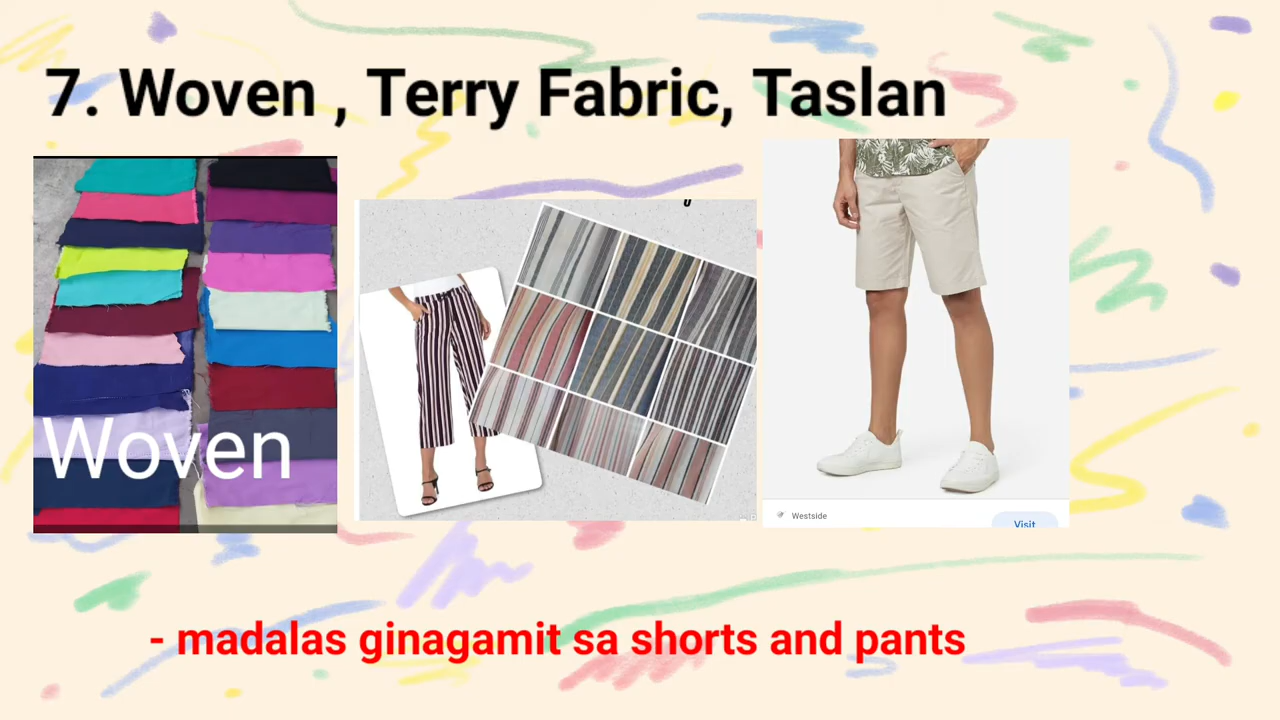 7. Woven , Terry Fabric, Taslan
Woven
Westside
Visit
- madalas ginagamit sa shorts and pants